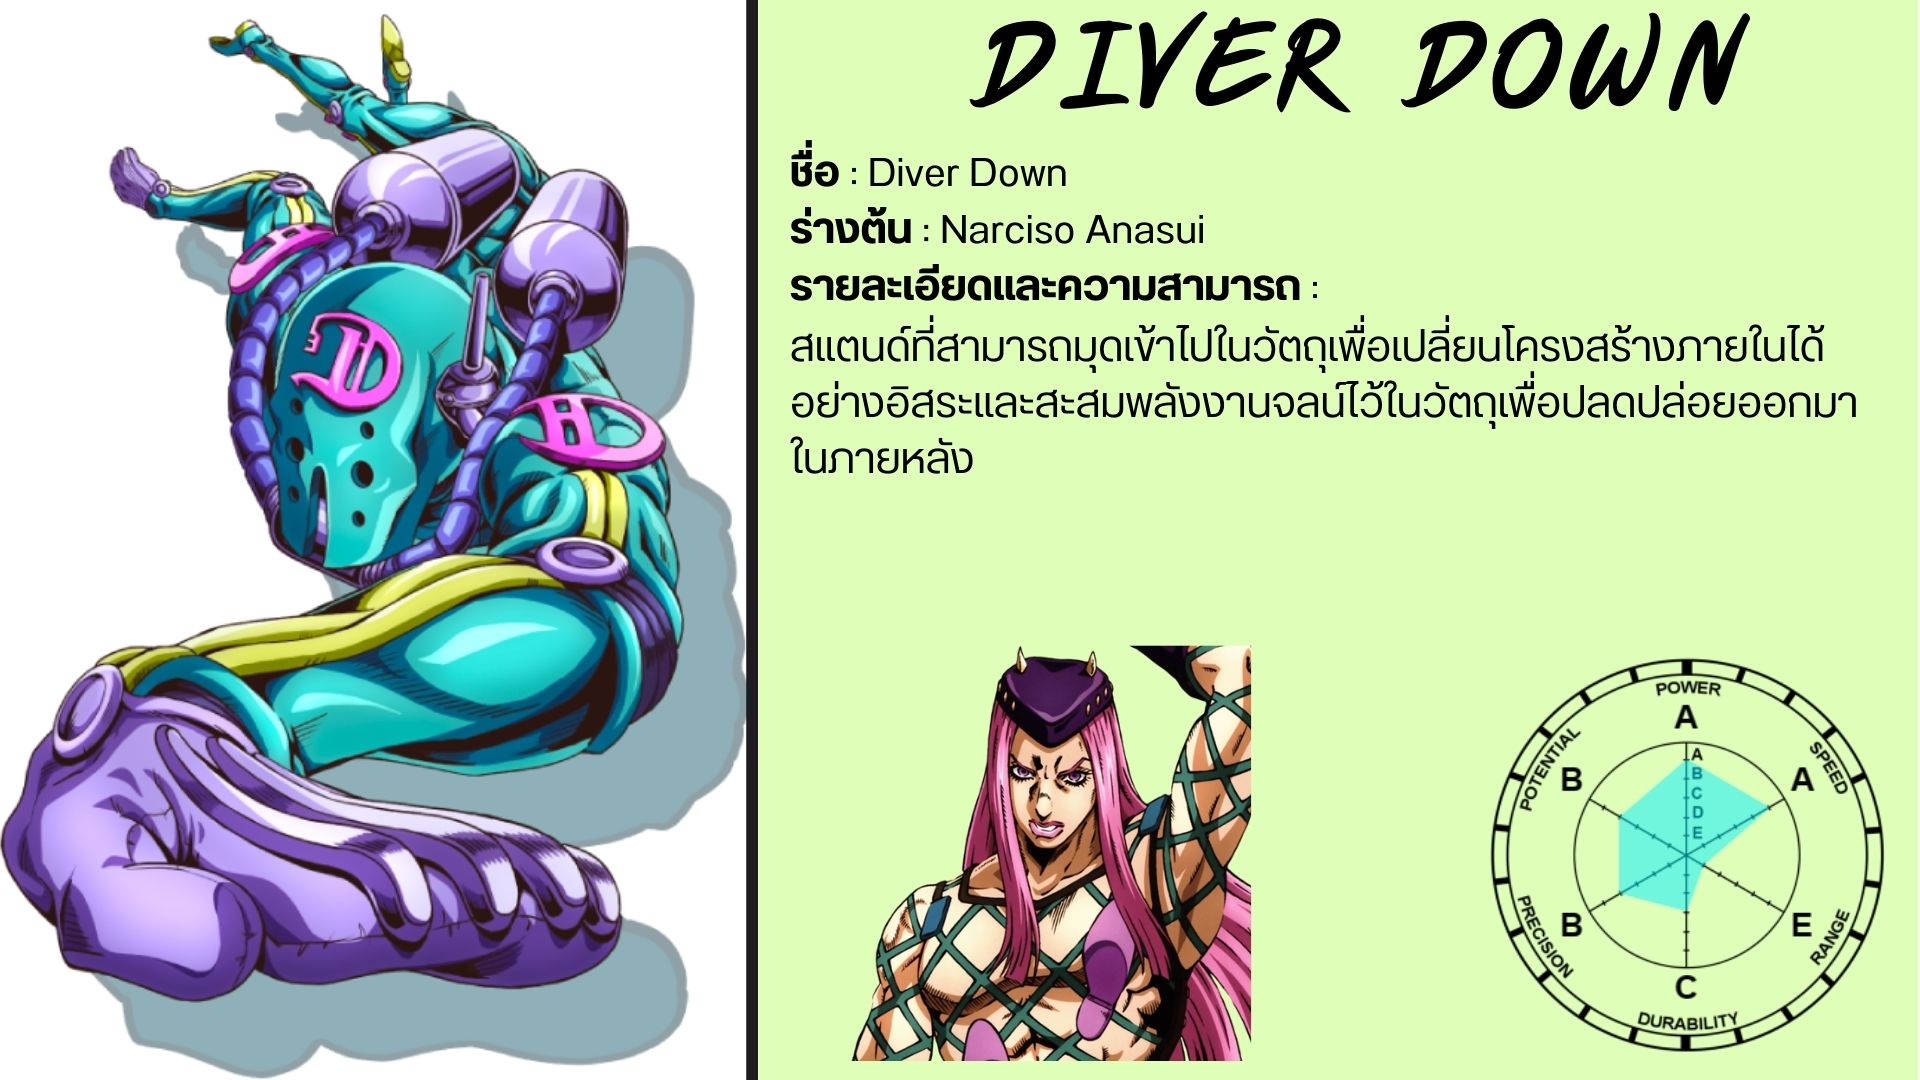 DIVER DOWN
ชื่อ : Diver Down
ร่างต้น : Narciso Anasui
รายละเอียดและความสามารถ :
สแตนด์ที่สามารถมุดเข้าไปในวัตถุเพื่อเปลี่ยนโครงสร้างภายในได้
อย่างอิสระและสะสมพลังงานจลน์ไว้ในวัตถุเพื่อปลดปล่อยออกมา
ในภายหลัง
POWER
A
SPEED
A
RANGE
E
DURABILITY
C
PRECISION
B
POTENTIAL
B
A
B
C
D
E